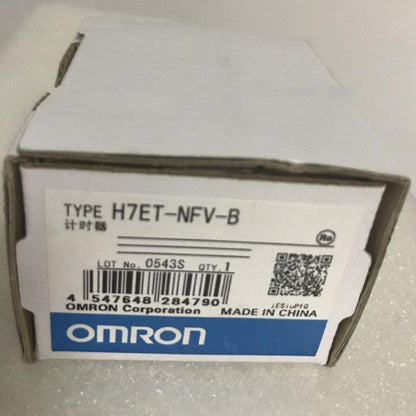 TYPE H7ET-NFV-B
计时器
Ro
LOT No. 0543S QTY.1
4 547648 284790
OMRON Corporation MADE IN CHINA
OMRON